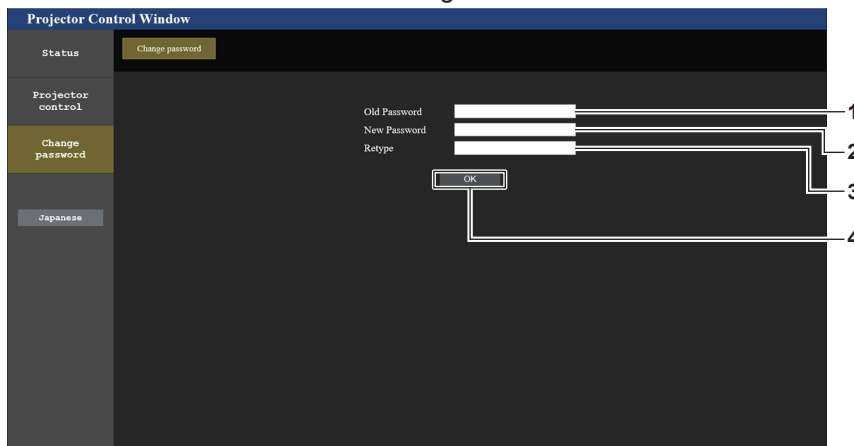 Projector Control Window
Status
Change password
Projector
control
Change
password
Japanese
Old Password
New Password
Retype
OK
1
2
3
4